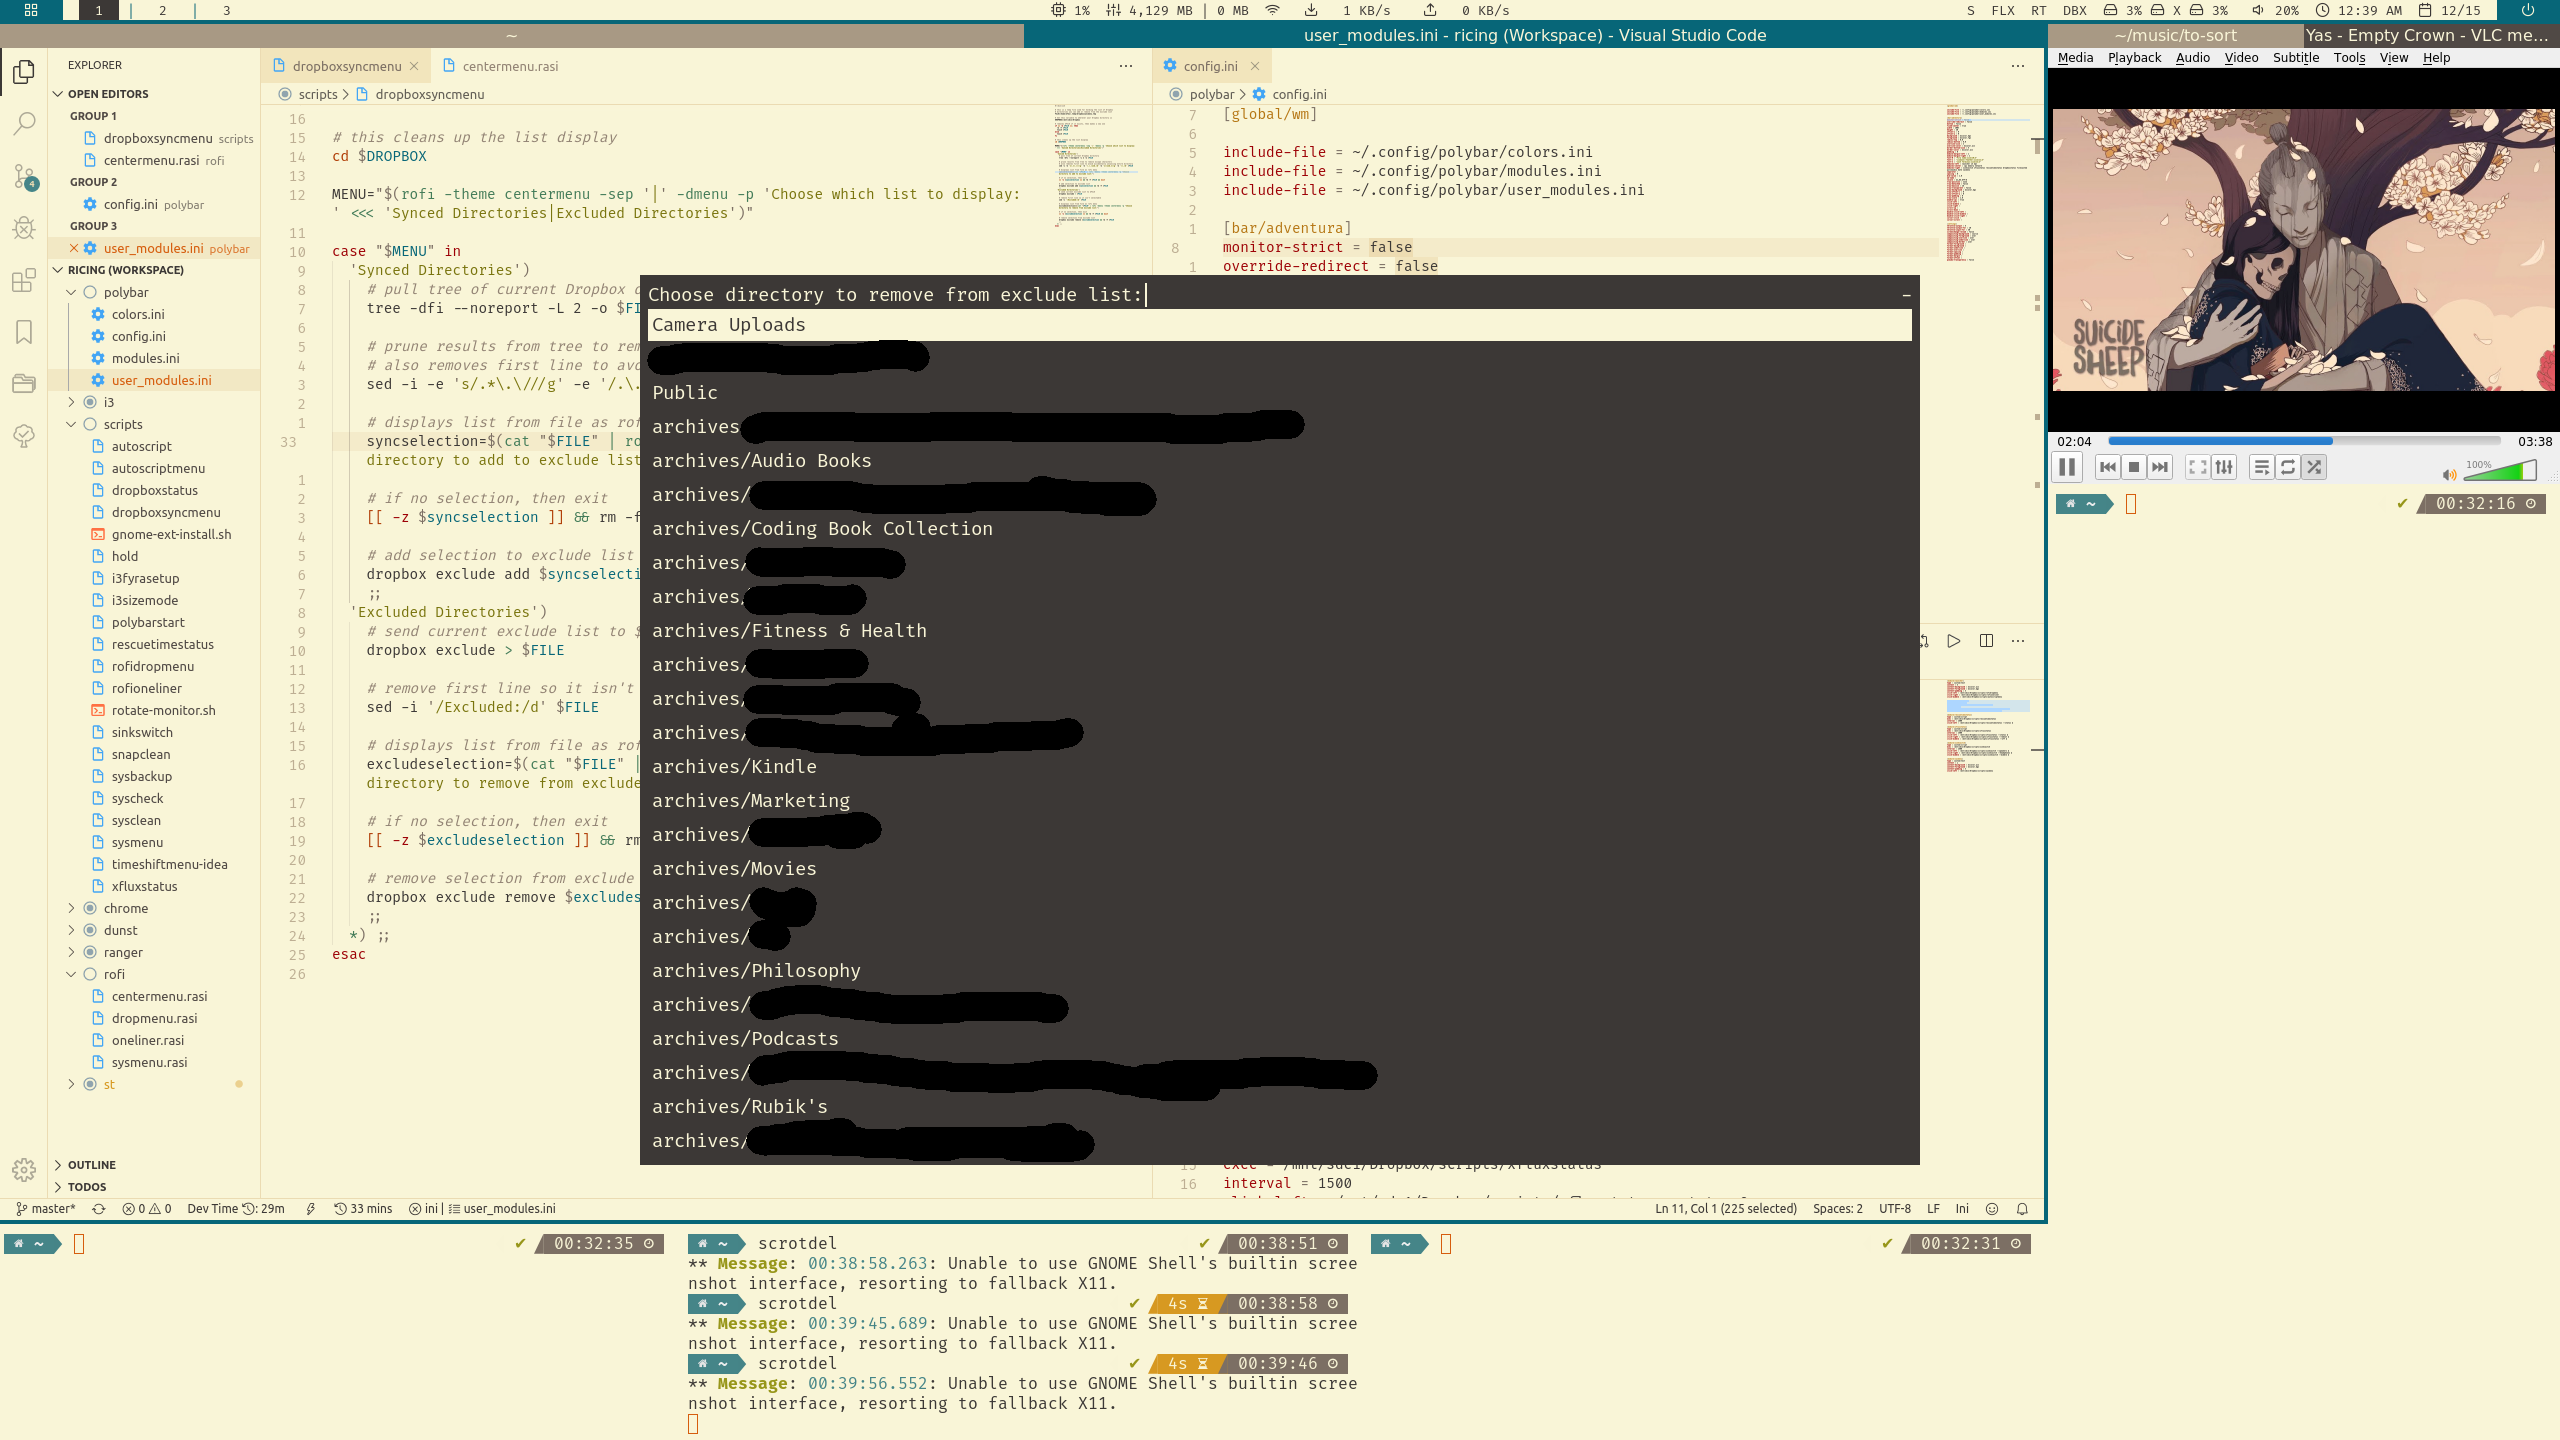 1 | 2 | 3
1% 4,129 MB | 0 MB 1 KB/s 0 KB/s
S FLX RT DBX 3% X 3% 20% 12:39 AM 12/15
~
user_modules.ini - ricing (Workspace) - Visual Studio Code
~/music/to-sort
Yas - Empty Crown - VLC me...
EXPLORER
OPEN EDITORS
GROUP 1
dropboxsyncmenu scripts
centermenu.rasi rofi
GROUP 2
config.ini polybar
GROUP 3
user_modules.ini polybar
RICING (WORKSPACE)
polybar
colors.ini
config.ini
modules.ini
user_modules.ini
i3
scripts
autoscript
autoscriptmenu
dropboxstatus
dropboxsyncmenu
gnome-ext-install.sh
hold
i3fyrasetup
i3sizemode
polybarstart
rescuetimestatus
rofidropmenu
rofioneliner
rotate-monitor.sh
sinkswitch
snapclean
sysbackup
syscheck
sysclean
sysmenu
timeshiftmenu-idea
xfluxstatus
chrome
dunst
ranger
rofi
centermenu.rasi
dropmenu.rasi
oneliner.rasi
sysmenu.rasi
st
OUTLINE
TODOS
4
dropboxsyncmenu
centermenu.rasi
scripts > dropboxsyncmenu
16
15 # this cleans up the list display
14 cd $DROPBOX
13
12 MENU="$(rofi -theme centermenu -sep '|' -dmenu -p 'Choose which list to display:
' <<< 'Synced Directories|Excluded Directories')"
11
10 case "$MENU" in
9 'Synced Directories')
8 # pull tree of current Dropbox
7 tree -dfi --noreport -L 2 -o $FI
6
5 # prune results from tree to rem
4 # also removes first line to avo
3 sed -i -e 's/.*\.\///g' -e '/.\.
2
1 # displays list from file as rof
33 syncselection=$(cat "$FILE" | ro
directory to add to exclude list
1
2 # if no selection, then exit
3 [[ -z $syncselection ]] && rm -f
4
5 # add selection to exclude list
6 dropbox exclude add $syncselecti
7 ;;
8 'Excluded Directories')
9 # send current exclude list to $
10 dropbox exclude > $FILE
11
12 # remove first line so it isn't
13 sed -i '/Excluded:/d' $FILE
14
15 # displays list from file as rof
16 excludeselection=$(cat "$FILE" |
directory to remove from exclude
17
18 # if no selection, then exit
19 [[ -z $excludeselection ]] && rm
20
21 # remove selection from exclude
22 dropbox exclude remove $excludes
23 ;;
24 *) ;;
25 esac
26
config.ini
polybar > config.ini
7 [global/wm]
6
5 include-file = ~/.config/polybar/colors.ini
4 include-file = ~/.config/polybar/modules.ini
3 include-file = ~/.config/polybar/user_modules.ini
2
1 [bar/adventura]
8 monitor-strict = false
1 override-redirect = false
Choose directory to remove from exclude list:
Camera Uploads
Public
archives
archives/Audio Books
archives/
archives/Coding Book Collection
archives/
archives
archives/Fitness & Health
archives/
archives
archives/
archives/Kindle
archives/Marketing
archives/
archives/Movies
archives/
archives/
archives/Philosophy
archives/
archives/Podcasts
archives/
archives/Rubik's
archives/
16 interval = 1500
Media Playback Audio Video Subtitle Tools View Help
SUICIDE
SHEEP
02:04
03:38
100%
~ 00:32:16
master* 0 0 Dev Time : 29m 33 mins ini | user_modules.ini
Ln 11, Col 1 (225 selected) Spaces: 2 UTF-8 LF Ini
~ 00:32:35
~ scrotdel 00:38:51
** Message: 00:38:58.263: Unable to use GNOME Shell's builtin scree
nshot interface, resorting to fallback X11.
~ scrotdel 4s 00:38:58
** Message: 00:39:45.689: Unable to use GNOME Shell's builtin scree
nshot interface, resorting to fallback X11.
~ scrotdel 4s 00:39:46
** Message: 00:39:56.552: Unable to use GNOME Shell's builtin scree
nshot interface, resorting to fallback X11.
~ 00:32:31